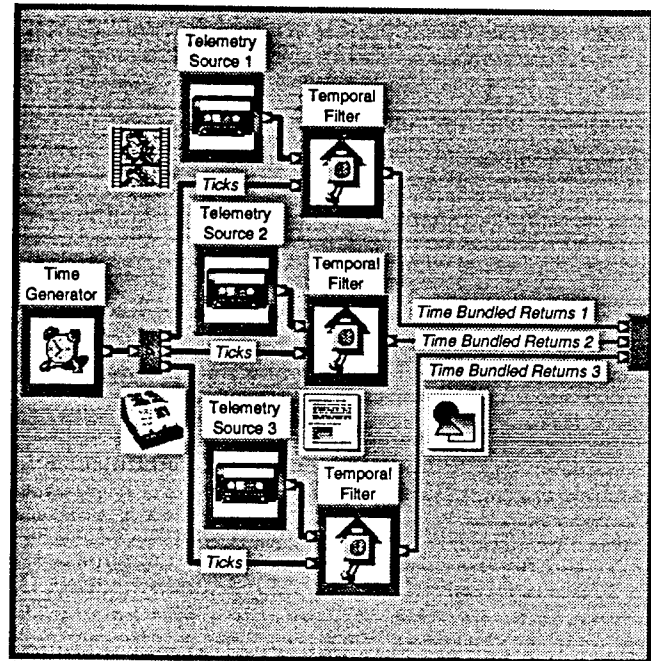 Telemetry
Source 1
Temporal
Filter
Ticks
Telemetry
Source 2
Temporal
Filter
Time
Generator
Time Bundled Returns 1
Ticks
Time Bundled Returns 2
Time Bundled Returns 3
Telemetry
Source 3
Temporal
Filter
Ticks